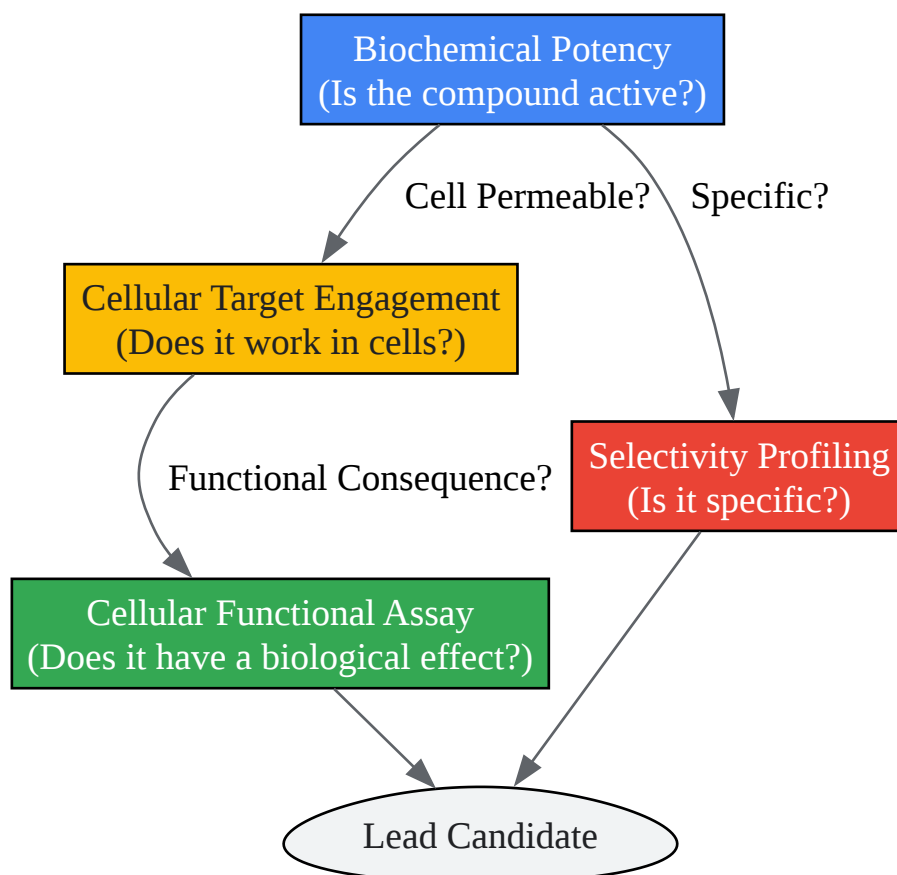 Biochemical Potency
(Is the compound active?)
Cell Permeable?
Specific?
Cellular Target Engagement
(Does it work in cells?)
Selectivity Profiling
(Is it specific?)
Functional Consequence?
Cellular Functional Assay
(Does it have a biological effect?)
Lead Candidate